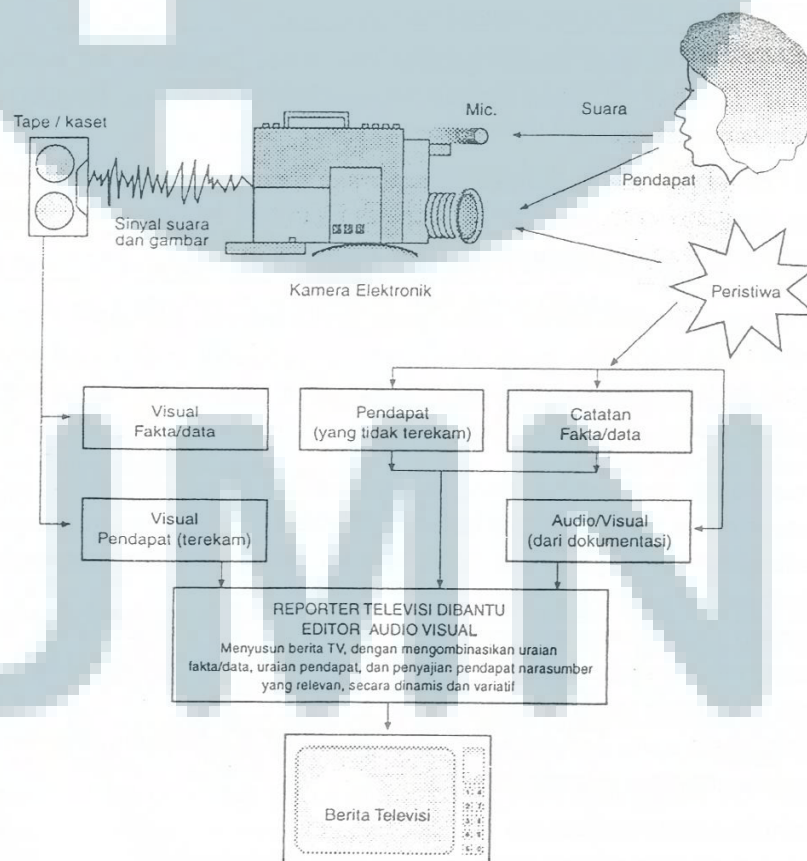 Tape / kaset
Mic.
Suara
Pendapat
Sinyal suara
dan gambar
Kamera Elektronik
Peristiwa
Visual
Fakta/data
Pendapat
(yang tidak terekam)
Catatan
Fakta/data
Visual
Pendapat (terekam)
Audio/Visual
(dari dokumentasi)
REPORTER TELEVISI DIBANTU
EDITOR AUDIO VISUAL
Menyusun berita TV, dengan mengombinasikan uraian
fakta/data, uraian pendapat, dan penyajian pendapat narasumber
yang relevan, secara dinamis dan variatif
Berita Televisi
UMN